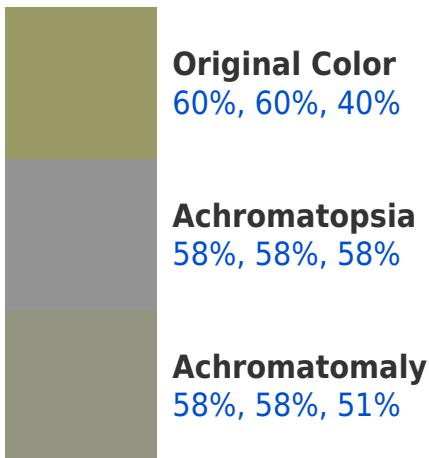 Original Color
60%, 60%, 40%
Achromatopsia
58%, 58%, 58%
Achromatomaly
58%, 58%, 51%